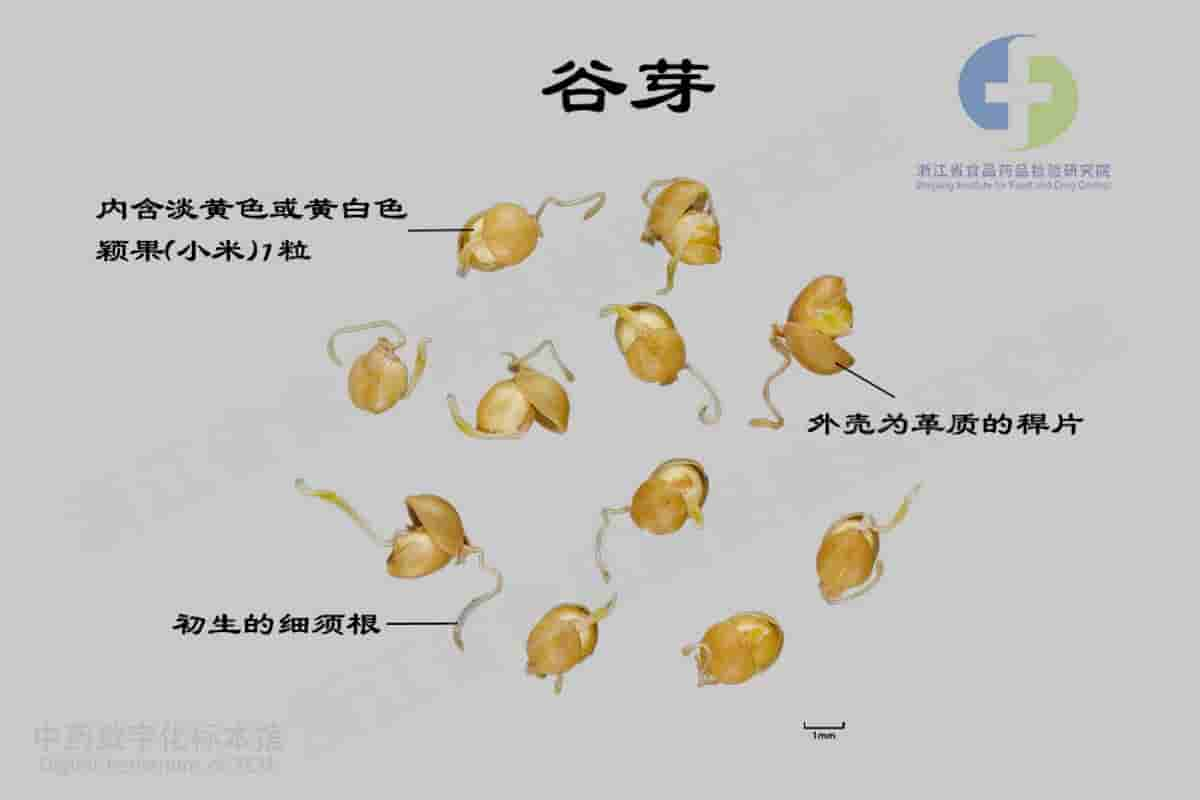 谷芽
浙江省食品药品检验研究院
Zhejiang Institute for Food and Drug Control
内含淡黄色或黄白色
颖果(小米)1粒
外壳为革质的稃片
初生的细须根
中药数字化标本馆
Digital herbarium of TCM
1mm